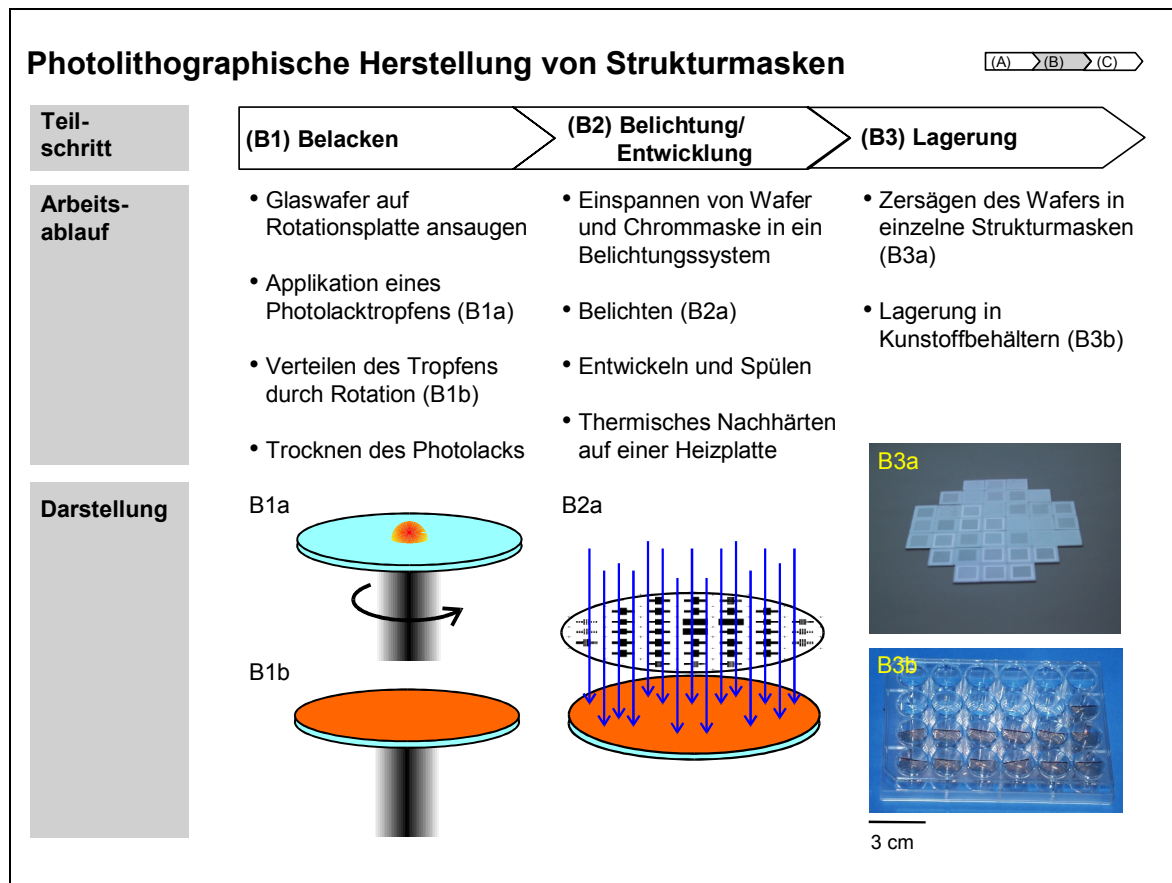 Photolithographische Herstellung von Strukturmasken
(A) (B) (C)
Teil-
schritt
(B1) Belacken
(B2) Belichtung/
Entwicklung
(B3) Lagerung
Arbeits-
ablauf
• Glaswafer auf
Rotationsplatte ansaugen
• Applikation eines
Photolacktropfens (B1a)
• Verteilen des Tropfens
durch Rotation (B1b)
• Trocknen des Photolacks
• Einspannen von Wafer
und Chrommaske in ein
Belichtungssystem
• Belichten (B2a)
• Entwickeln und Spülen
• Thermisches Nachhärten
auf einer Heizplatte
• Zersägen des Wafers in
einzelne Strukturmasken
(B3a)
• Lagerung in
Kunstoffbehältern (B3b)
Darstellung
B1a
B1b
B2a
B3a
B3b
3 cm